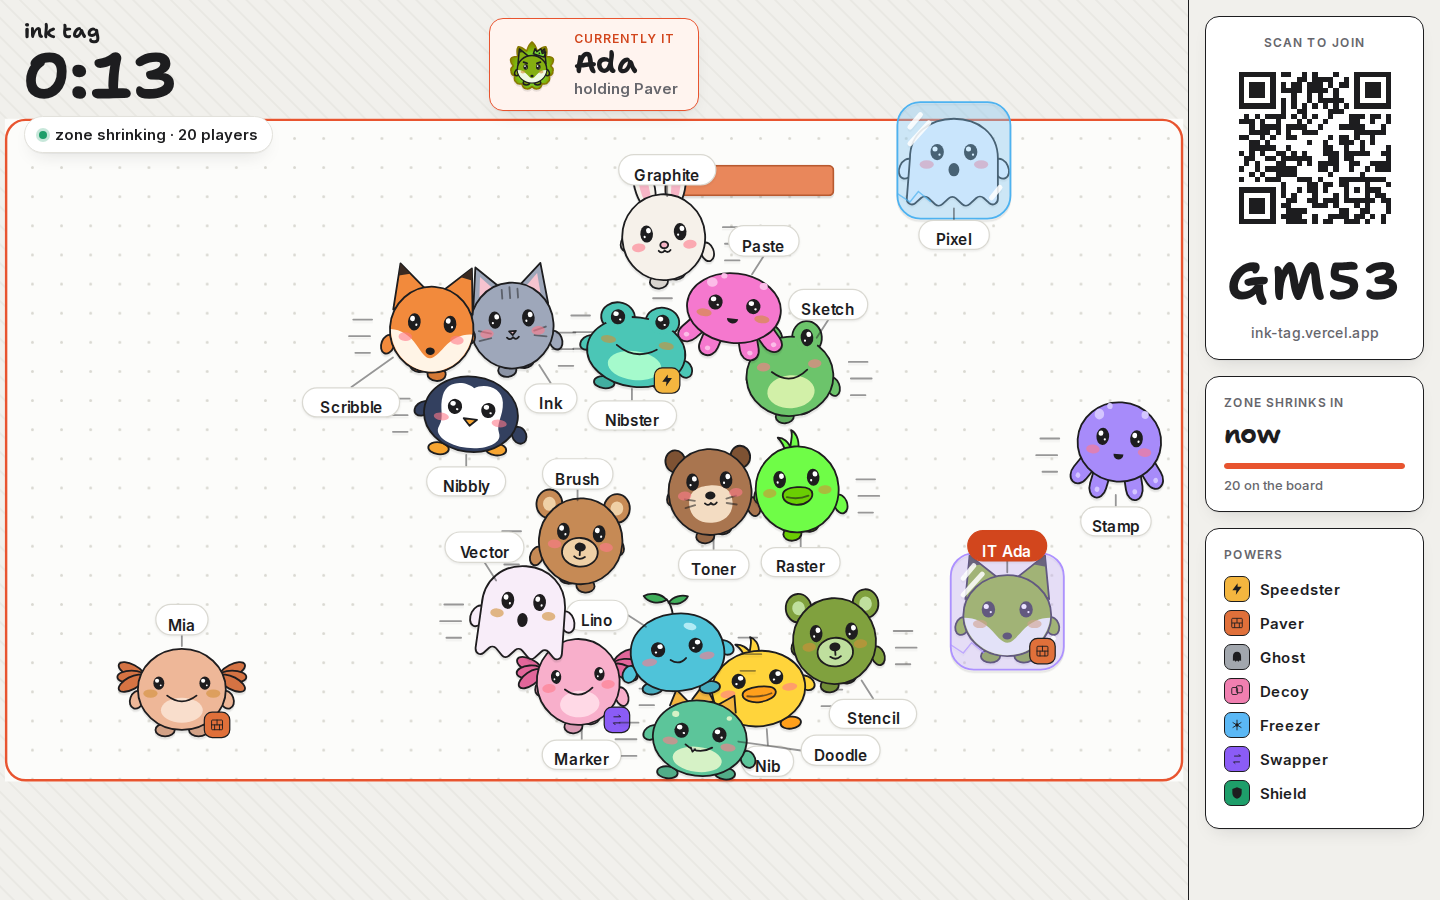 ink tag
0:13
CURRENTLY IT
Ada
holding Paver
zone shrinking · 20 players
Graphite
Pixel
Paste
Sketch
Scribble
Ink
Nibster
Nibbly
Brush
Vector
Toner
Raster
Stamp
IT Ada
Mia
Lino
Stencil
Marker
Doodle
Nib
SCAN TO JOIN
GM53
ink-tag.vercel.app
ZONE SHRINKS IN
now
20 on the board
POWERS
Speedster
Paver
Ghost
Decoy
Freezer
Swapper
Shield